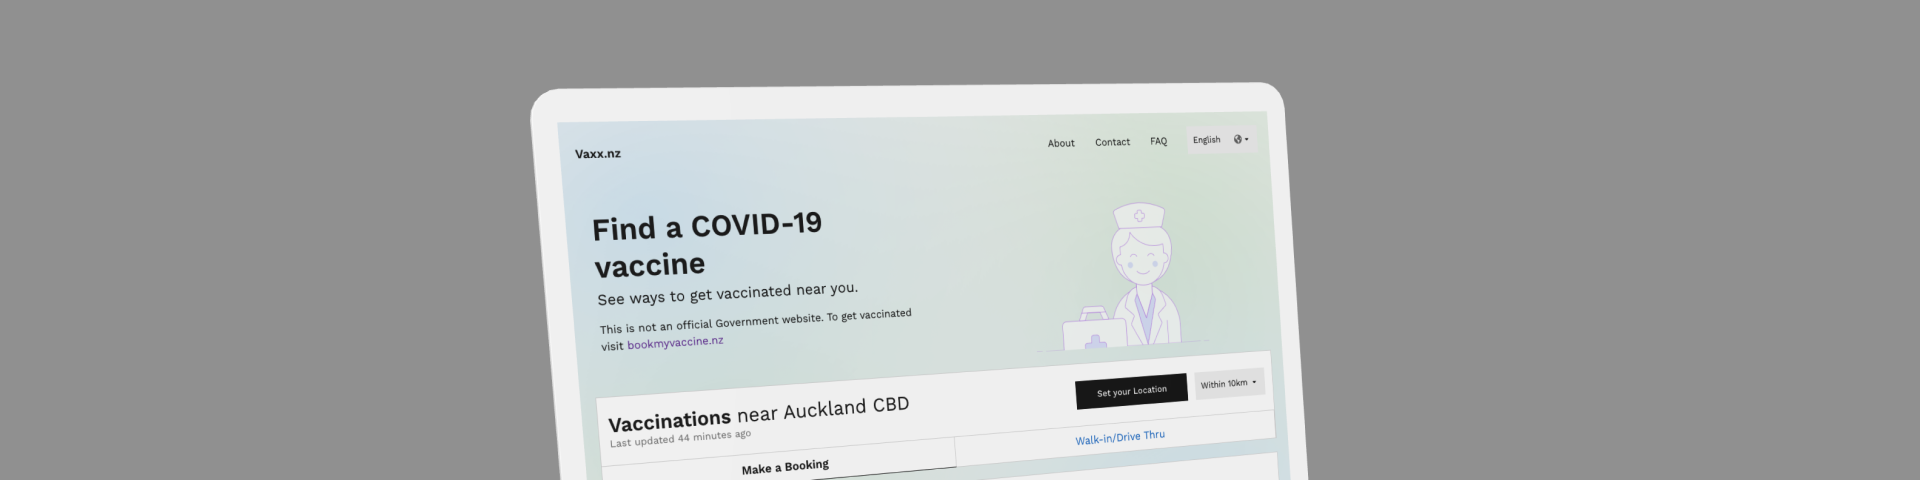 Vaxx.nz
About
Contact
FAQ
English
Find a COVID-19
vaccine
See ways to get vaccinated near you.
This is not an official Government website. To get vaccinated
visit bookmyvaccine.nz
Vaccinations near Auckland CBD
Last updated 44 minutes ago
Set your Location
Within 10km
Make a Booking
Walk-in/Drive Thru